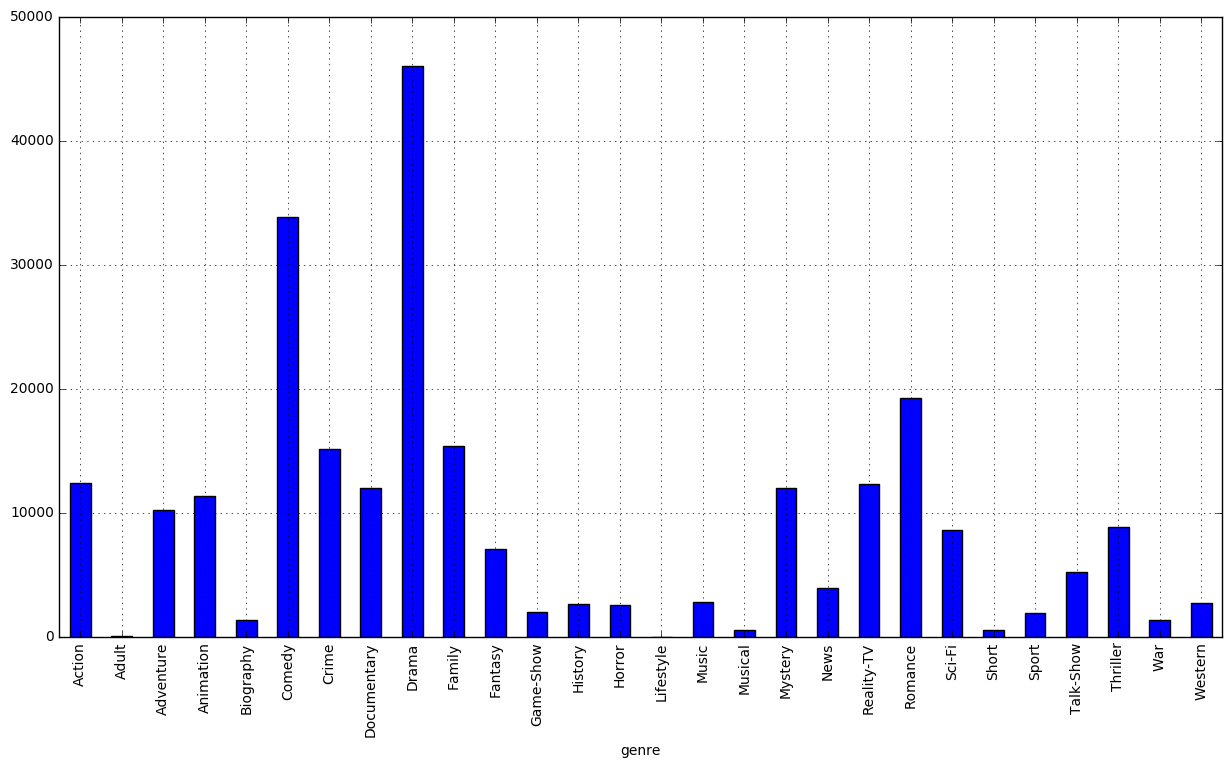 50000
40000
30000
20000
10000
0
Action
Adult
Adventure
Animation
Biography
Comedy
Crime
Documentary
Drama
Family
Fantasy
Game-Show
History
Horror
Lifestyle
Music
Musical
Mystery
News
Reality-TV
Romance
Sci-Fi
Short
Sport
Talk-Show
Thriller
War
Western
genre